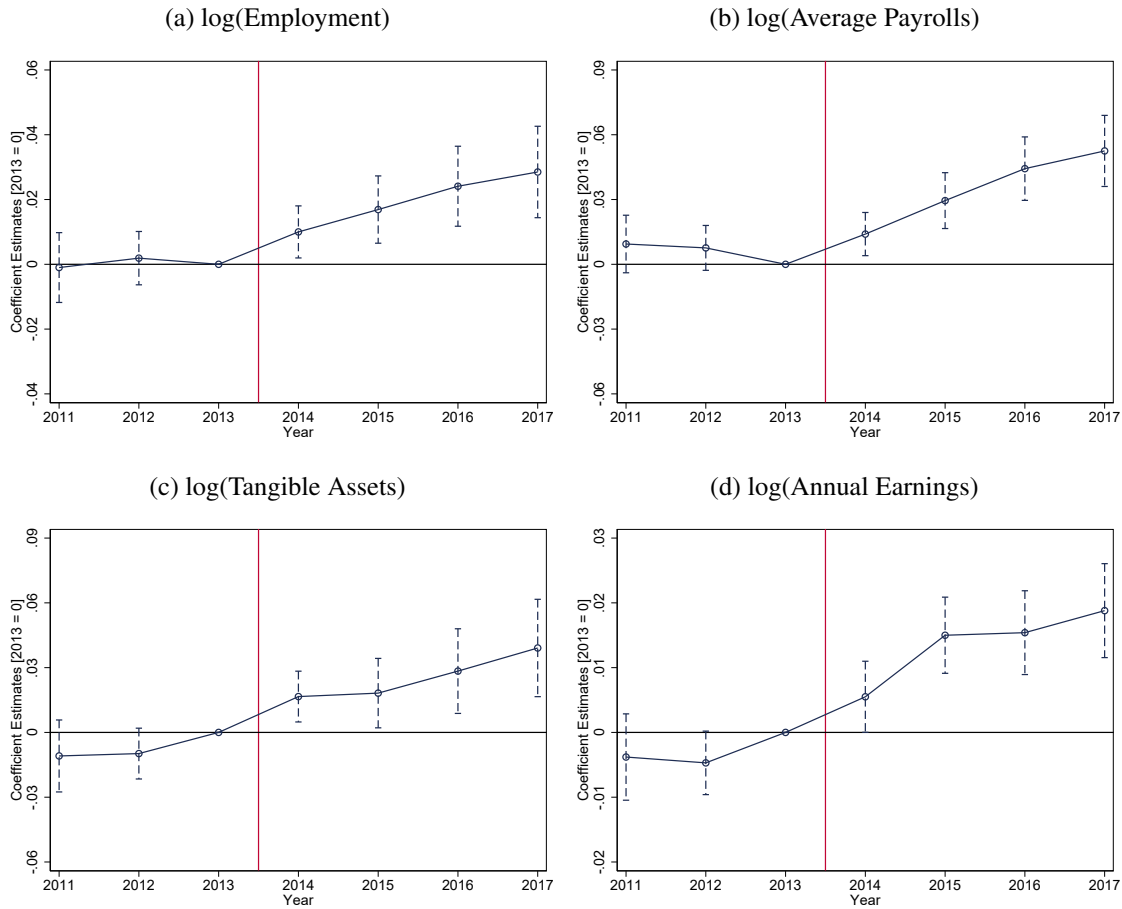 (a) log(Employment)
Coefficient Estimates [2013 = 0]
.06
.04
.02
0
-.02
-.04
2011 2012 2013 2014 2015 2016 2017
Year
(b) log(Average Payrolls)
Coefficient Estimates [2013 = 0]
.09
.06
.03
0
-.03
-.06
2011 2012 2013 2014 2015 2016 2017
Year
(c) log(Tangible Assets)
Coefficient Estimates [2013 = 0]
.09
.06
.03
0
-.03
-.06
2011 2012 2013 2014 2015 2016 2017
Year
(d) log(Annual Earnings)
Coefficient Estimates [2013 = 0]
.03
.02
.01
0
-.01
-.02
2011 2012 2013 2014 2015 2016 2017
Year